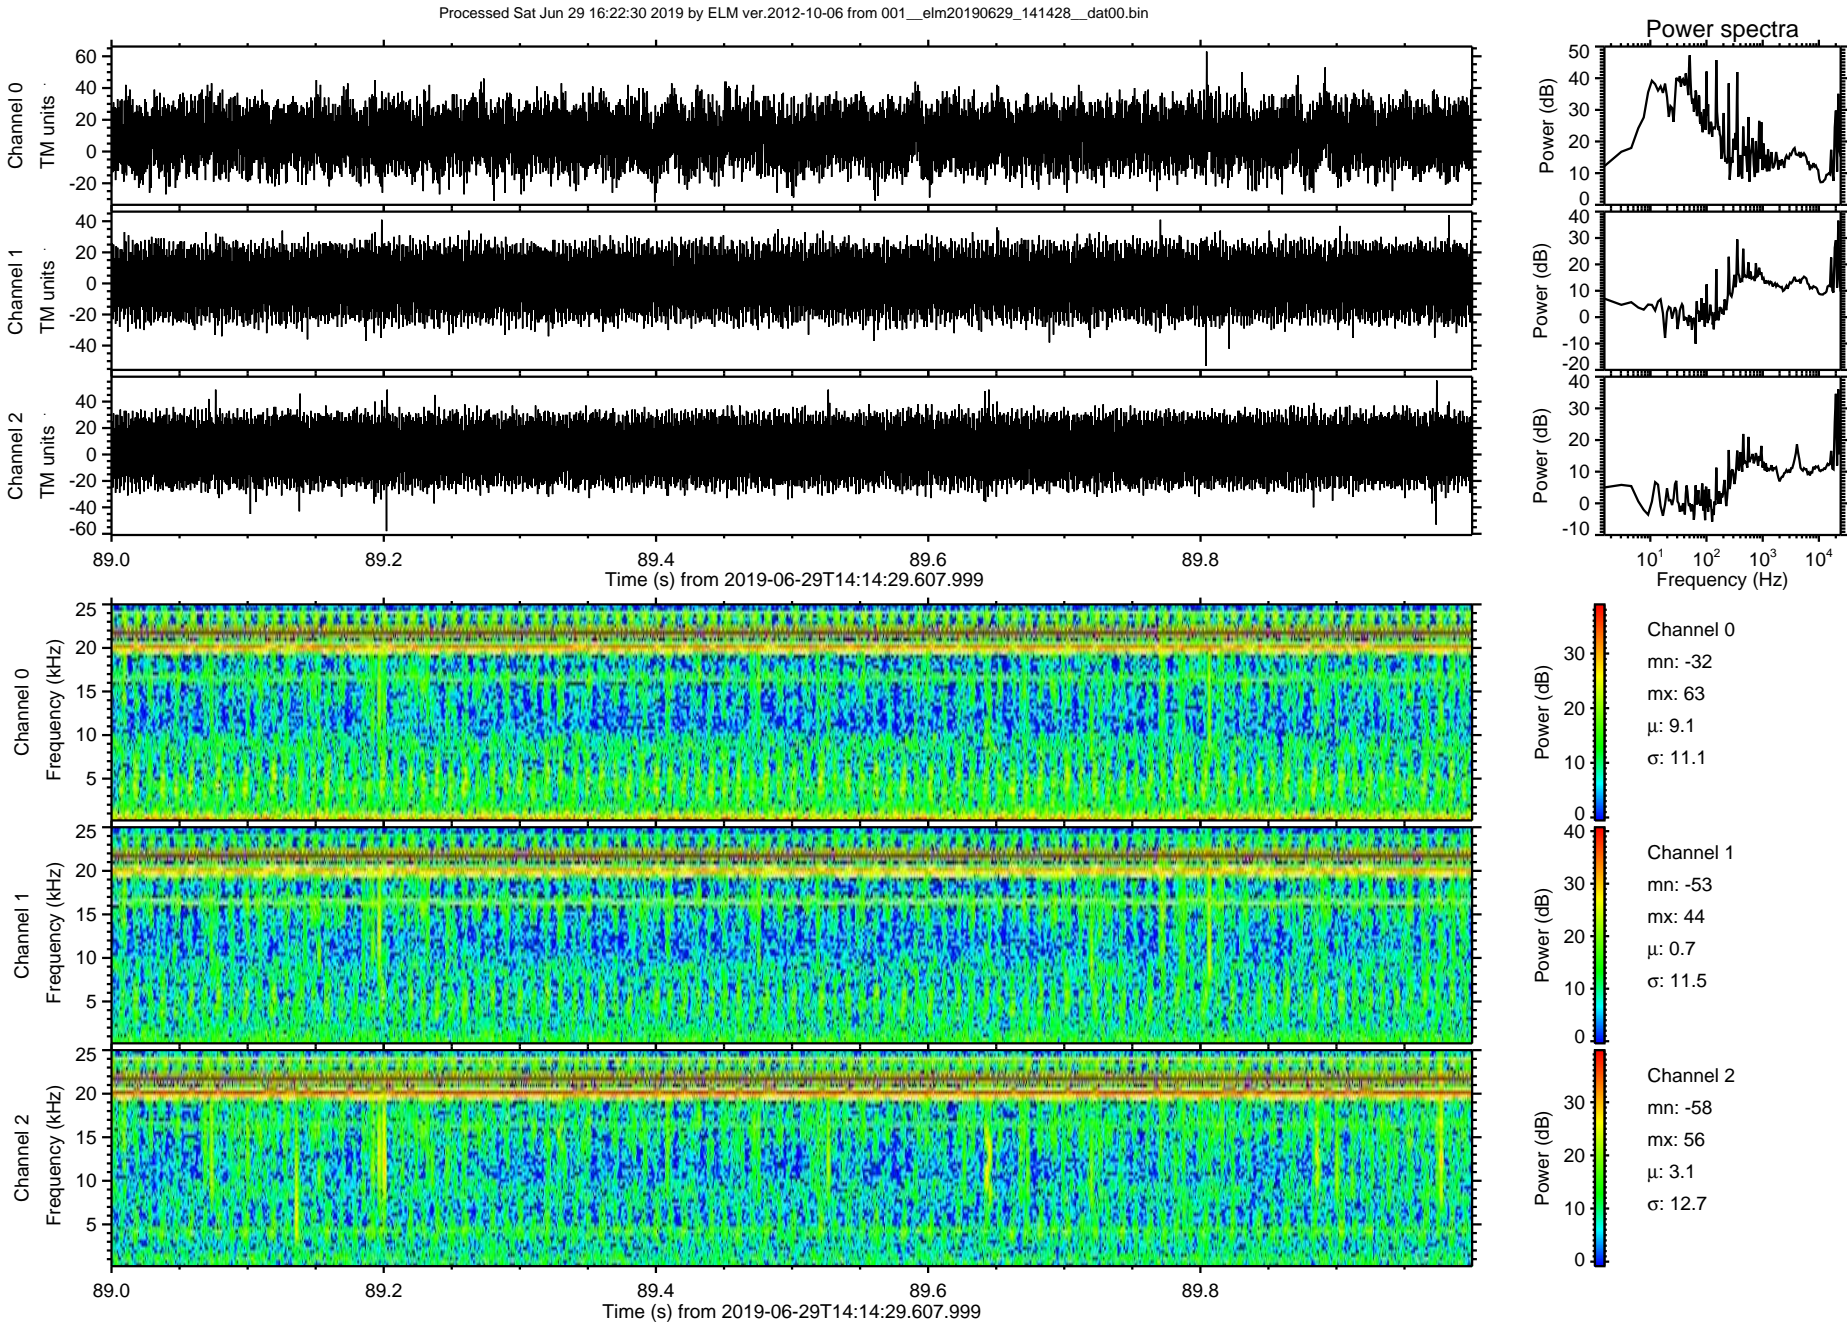 Processed Sat Jun 29 16:22:30 2019 by ELM ver.2012-10-06 from 001__elm20190629_141428__dat00.bin
Power spectra
Channel 0
TM units
60
40
20
0
-20
Power (dB)
50
40
30
20
10
0
Channel 1
TM units
40
20
0
-20
-40
Power (dB)
40
30
20
10
0
-10
-20
Channel 2
TM units
40
20
0
-20
-40
-60
Power (dB)
40
30
20
10
0
-10
89.0 89.2 89.4 89.6 89.8
Time (s) from 2019-06-29T14:14:29.607.999
10^1 10^2 10^3 10^4
Frequency (Hz)
Channel 0
Frequency (kHz)
25
20
15
10
5
Power (dB)
30
20
10
0
Channel 0
mn: -32
mx: 63
μ: 9.1
σ: 11.1
Channel 1
Frequency (kHz)
25
20
15
10
5
Power (dB)
40
30
20
10
0
Channel 1
mn: -53
mx: 44
μ: 0.7
σ: 11.5
Channel 2
Frequency (kHz)
25
20
15
10
5
Power (dB)
30
20
10
0
Channel 2
mn: -58
mx: 56
μ: 3.1
σ: 12.7
89.0 89.2 89.4 89.6 89.8
Time (s) from 2019-06-29T14:14:29.607.999